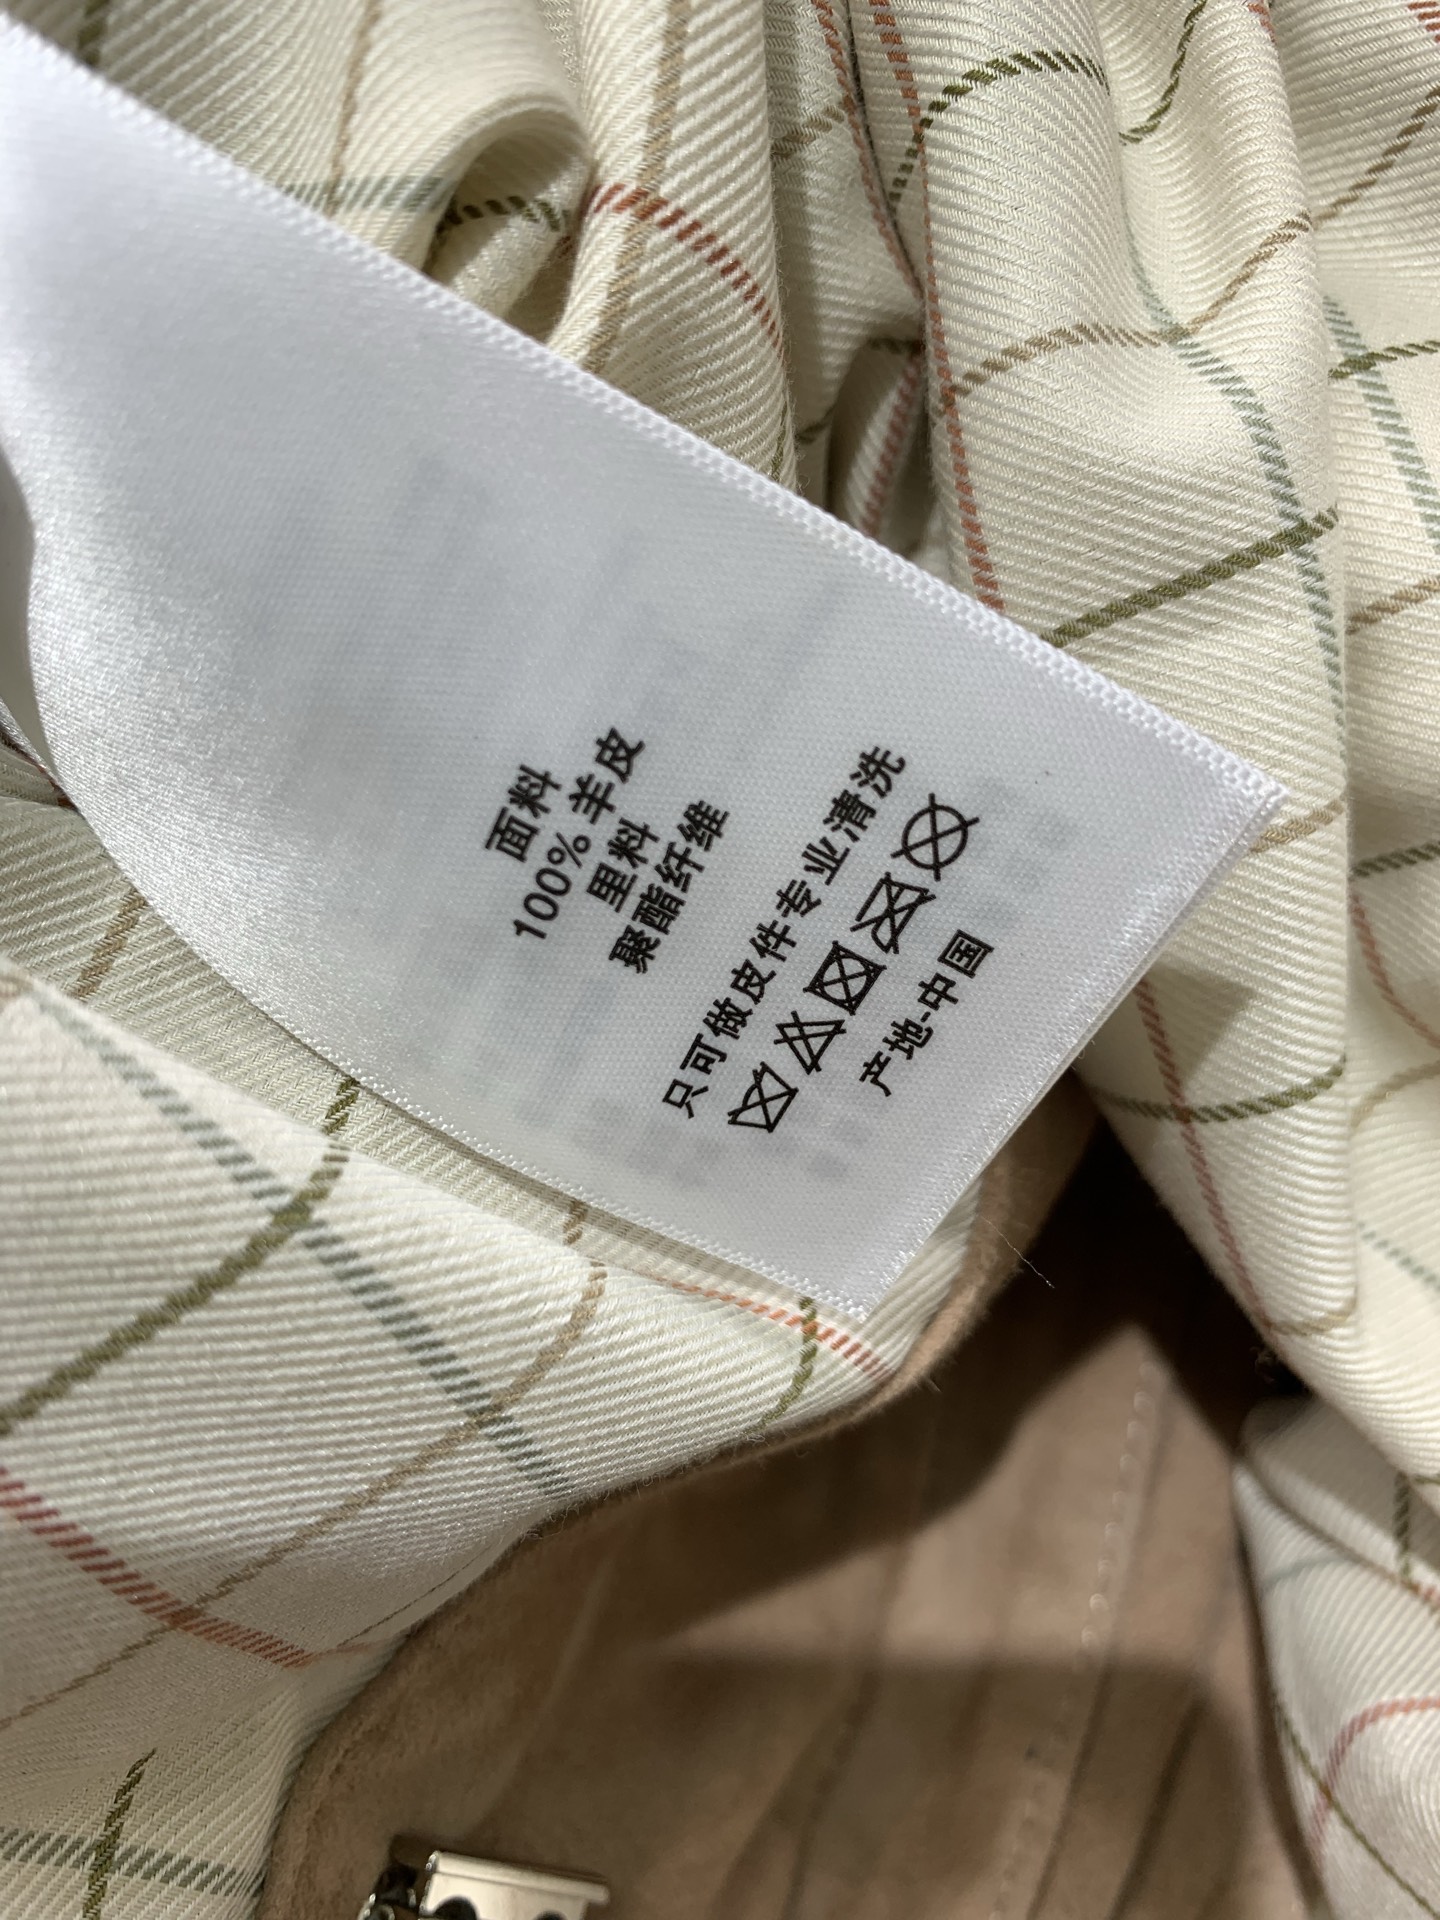 面料
100% 羊皮
里料
聚酯纤维
只可做皮件专业清洗
产地-中国